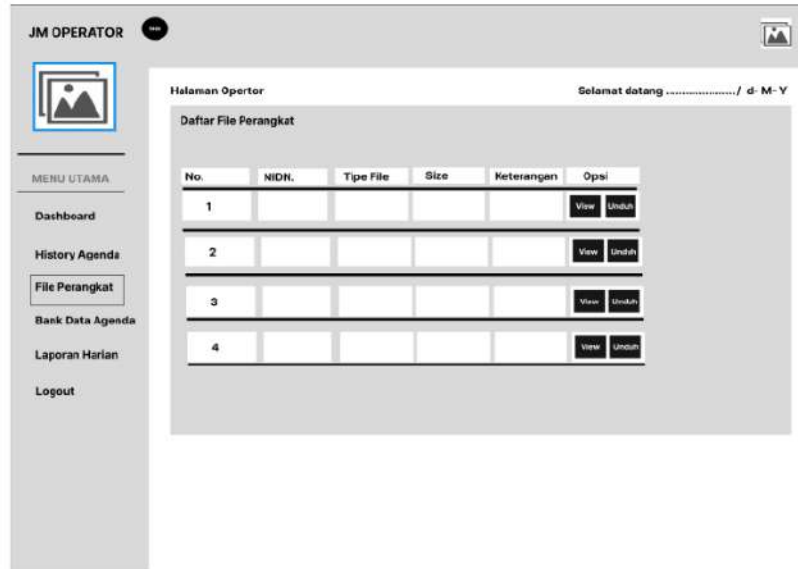 JM OPERATOR
Halaman Opertor
Selamat datang ...................../ d- M- Y
Daftar File Perangkat
MENU UTAMA
Dashboard
History Agenda
File Perangkat
Bank Data Agenda
Laporan Harian
Logout
No. NIDN. Tipe File Size Keterangan Opsi
1 View Unduh
2 View Unduh
3 View Unduh
4 View Unduh